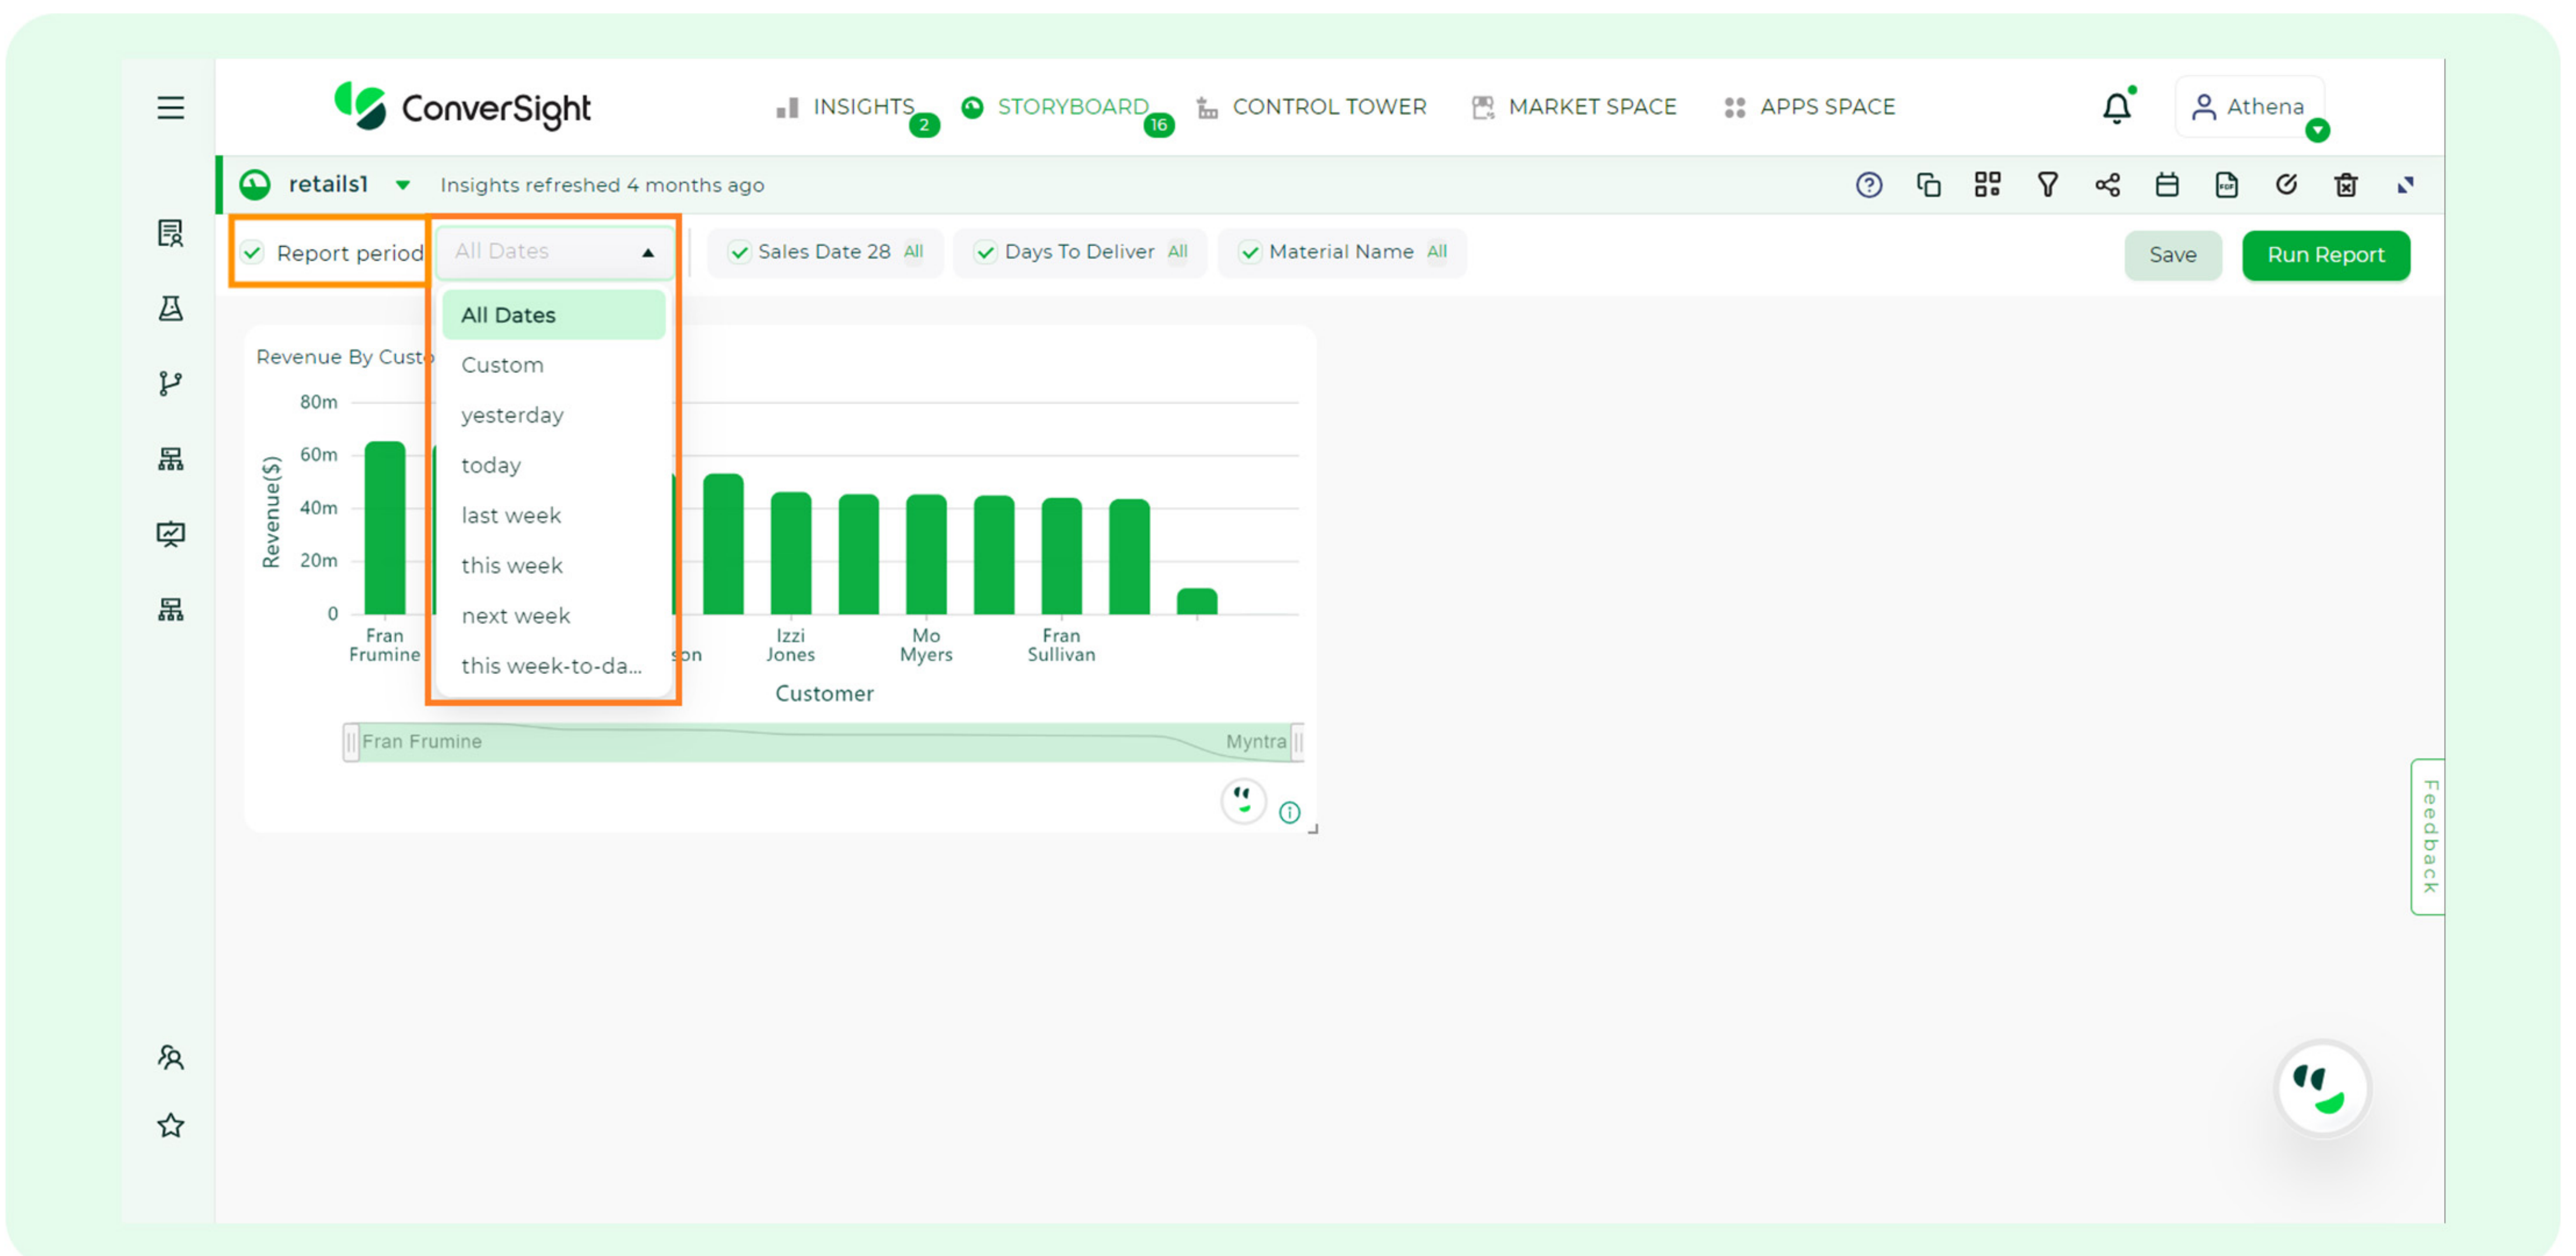 ConverSight
INSIGHTS 2
STORYBOARD 16
CONTROL TOWER
MARKET SPACE
APPS SPACE
Athena
retails1
Insights refreshed 4 months ago
Report period
All Dates
Sales Date 28 All
Days To Deliver All
Material Name All
Save
Run Report
All Dates
Custom
yesterday
today
last week
this week
next week
this week-to-da...
Revenue By Custo
80m
60m
40m
20m
0
Revenue($)
Fran
Frumine
son
Izzi
Jones
Mo
Myers
Fran
Sullivan
Customer
Fran Frumine
Myntra
Feedback